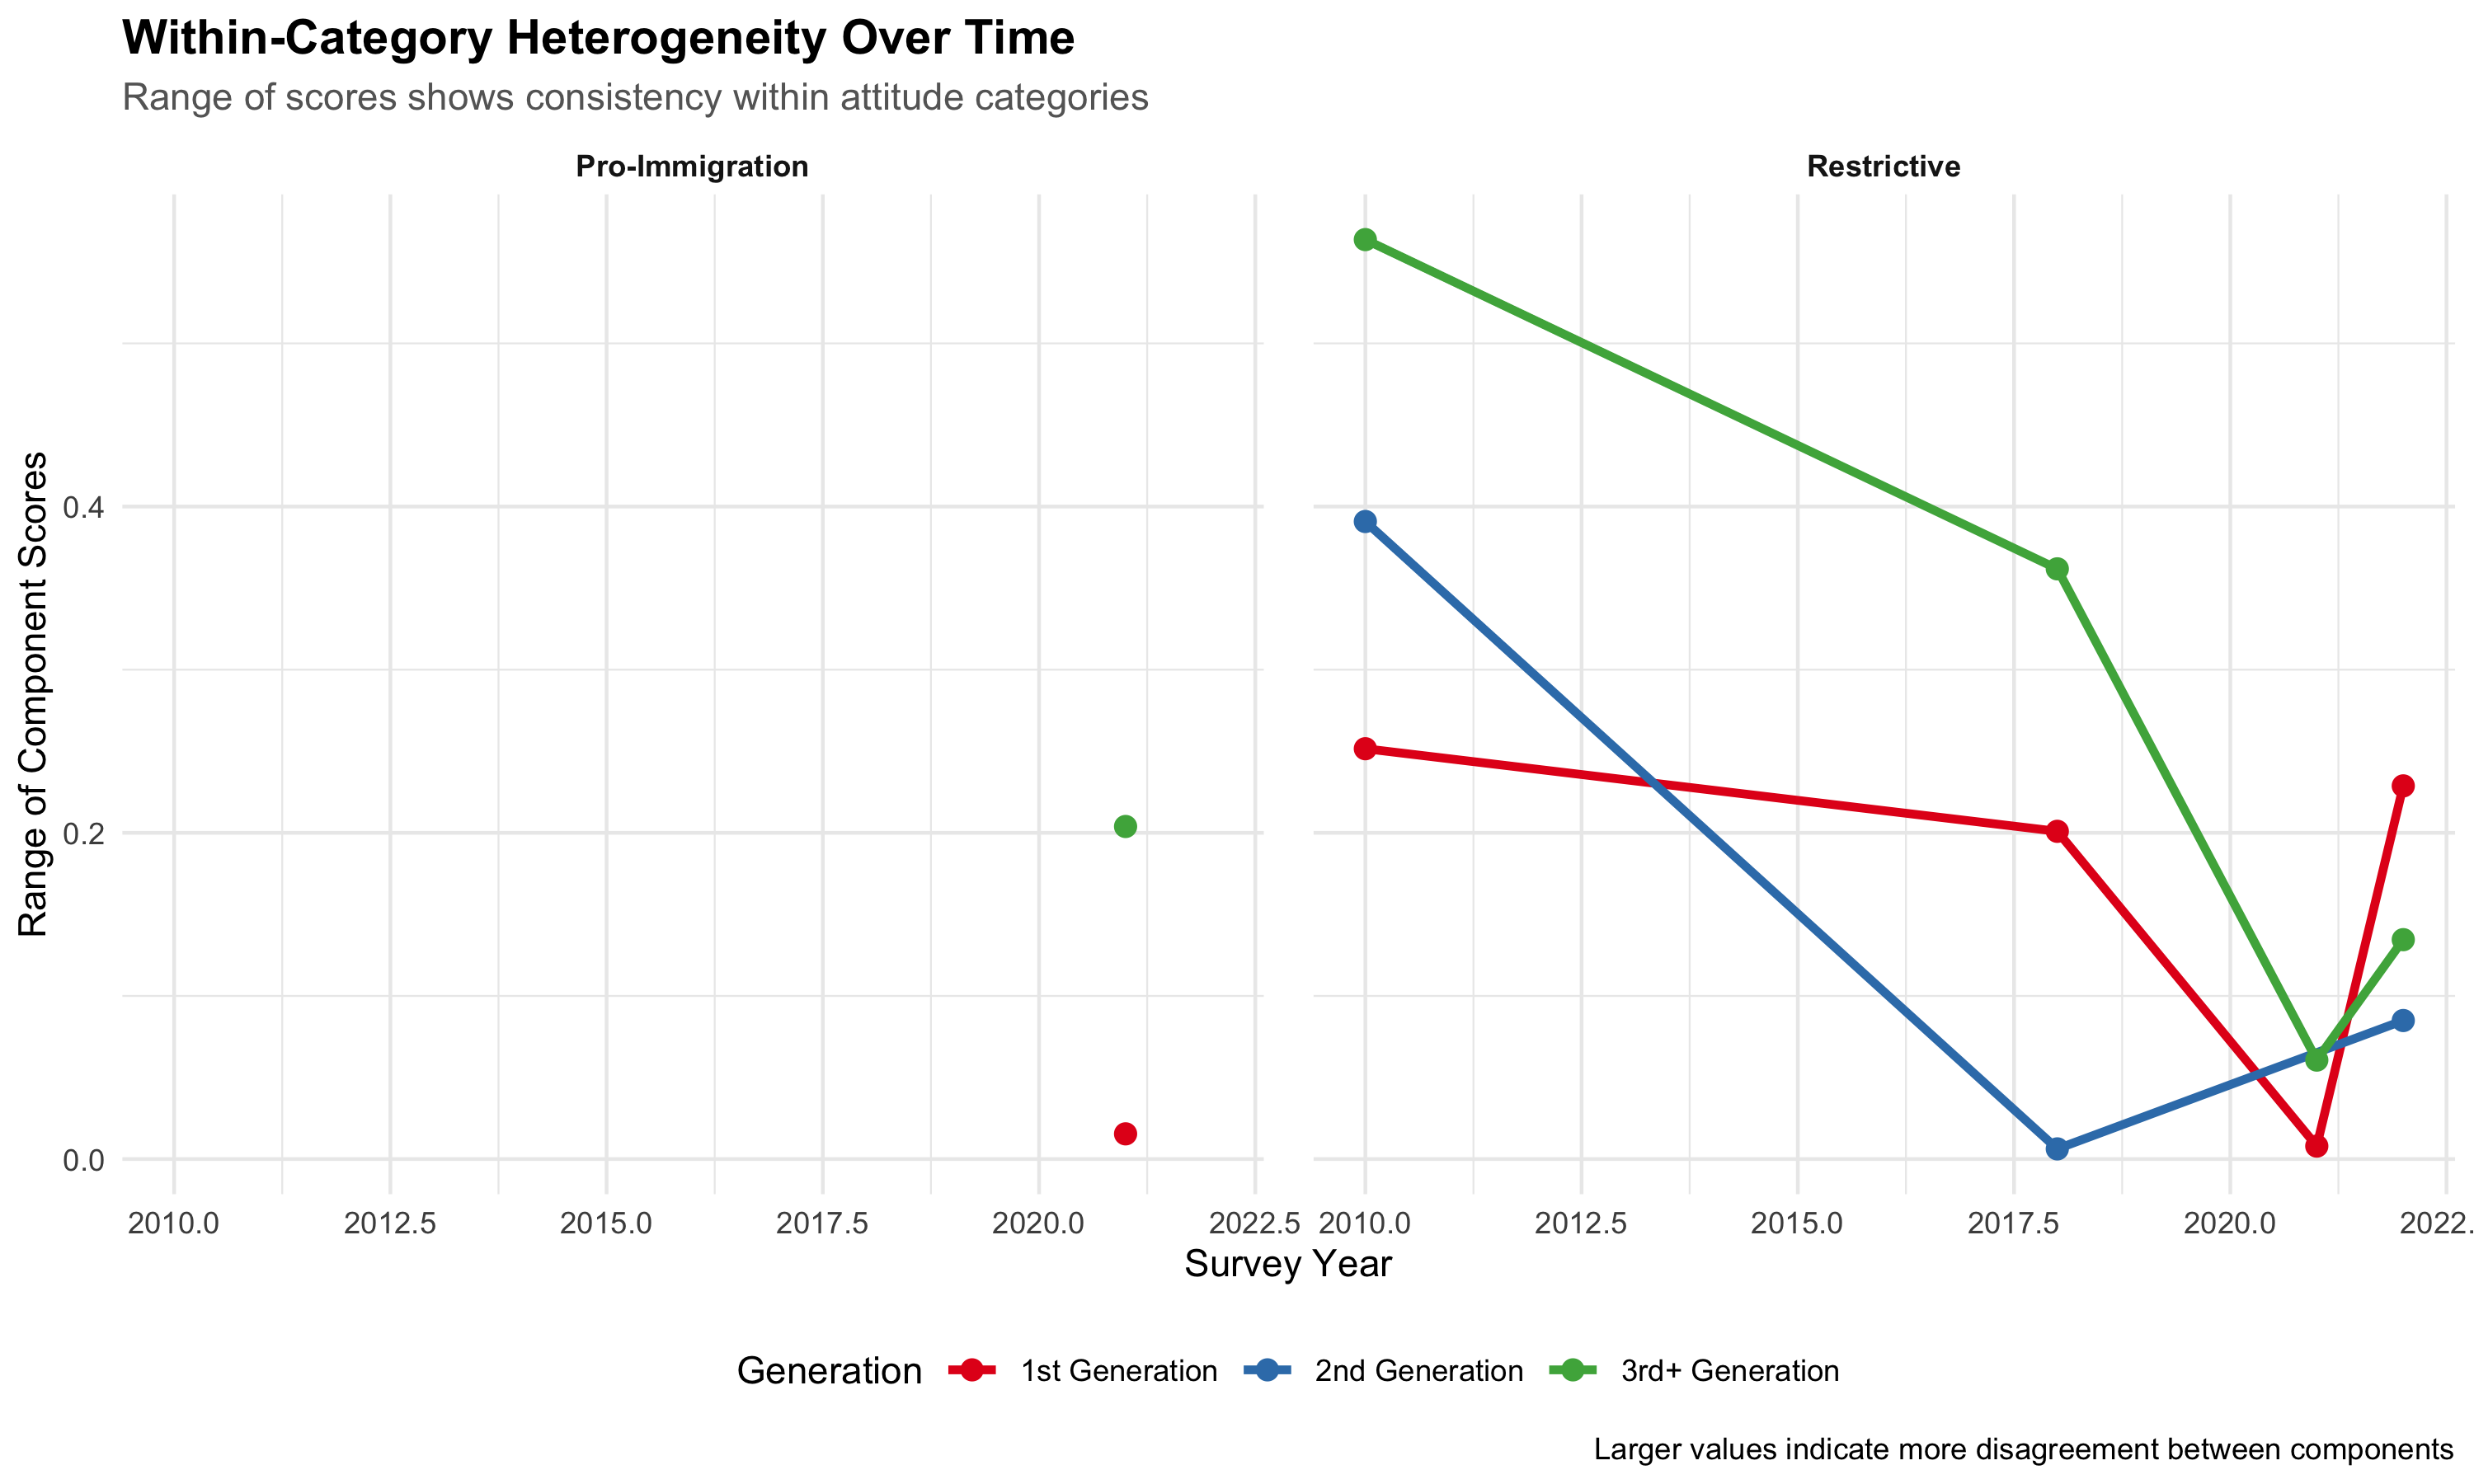 Within-Category Heterogeneity Over Time
Range of scores shows consistency within attitude categories
Pro-Immigration
Restrictive
Range of Component Scores
0.4
0.2
0.0
2010.0 2012.5 2015.0 2017.5 2020.0 2022.5 2010.0 2012.5 2015.0 2017.5 2020.0 2022.
Survey Year
Generation 1st Generation 2nd Generation 3rd+ Generation
Larger values indicate more disagreement between components